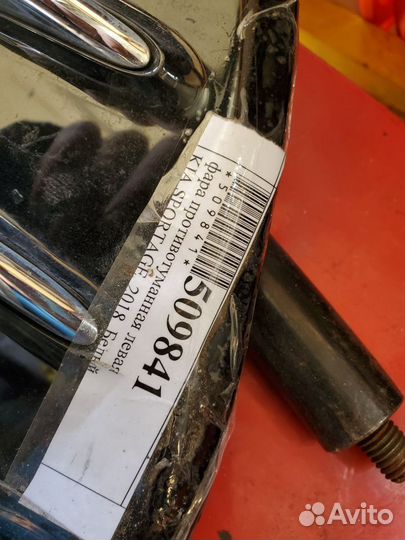 *509841*
509841
фара противотуманная левая
KIA SPORTAGE 2018, Белый
Avito